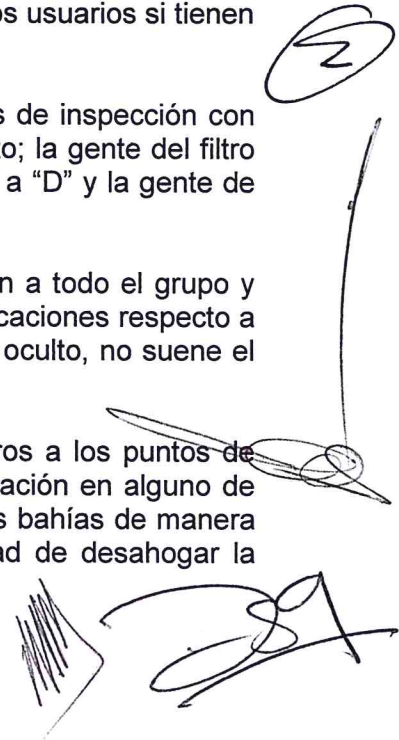 os usuarios si tienen
s de inspección con
to; la gente del filtro
a "D" y la gente de
n a todo el grupo y
caciones respecto a
oculto, no suene el
ros a los puntos de
ación en alguno de
s bahías de manera
ad de desahogar la